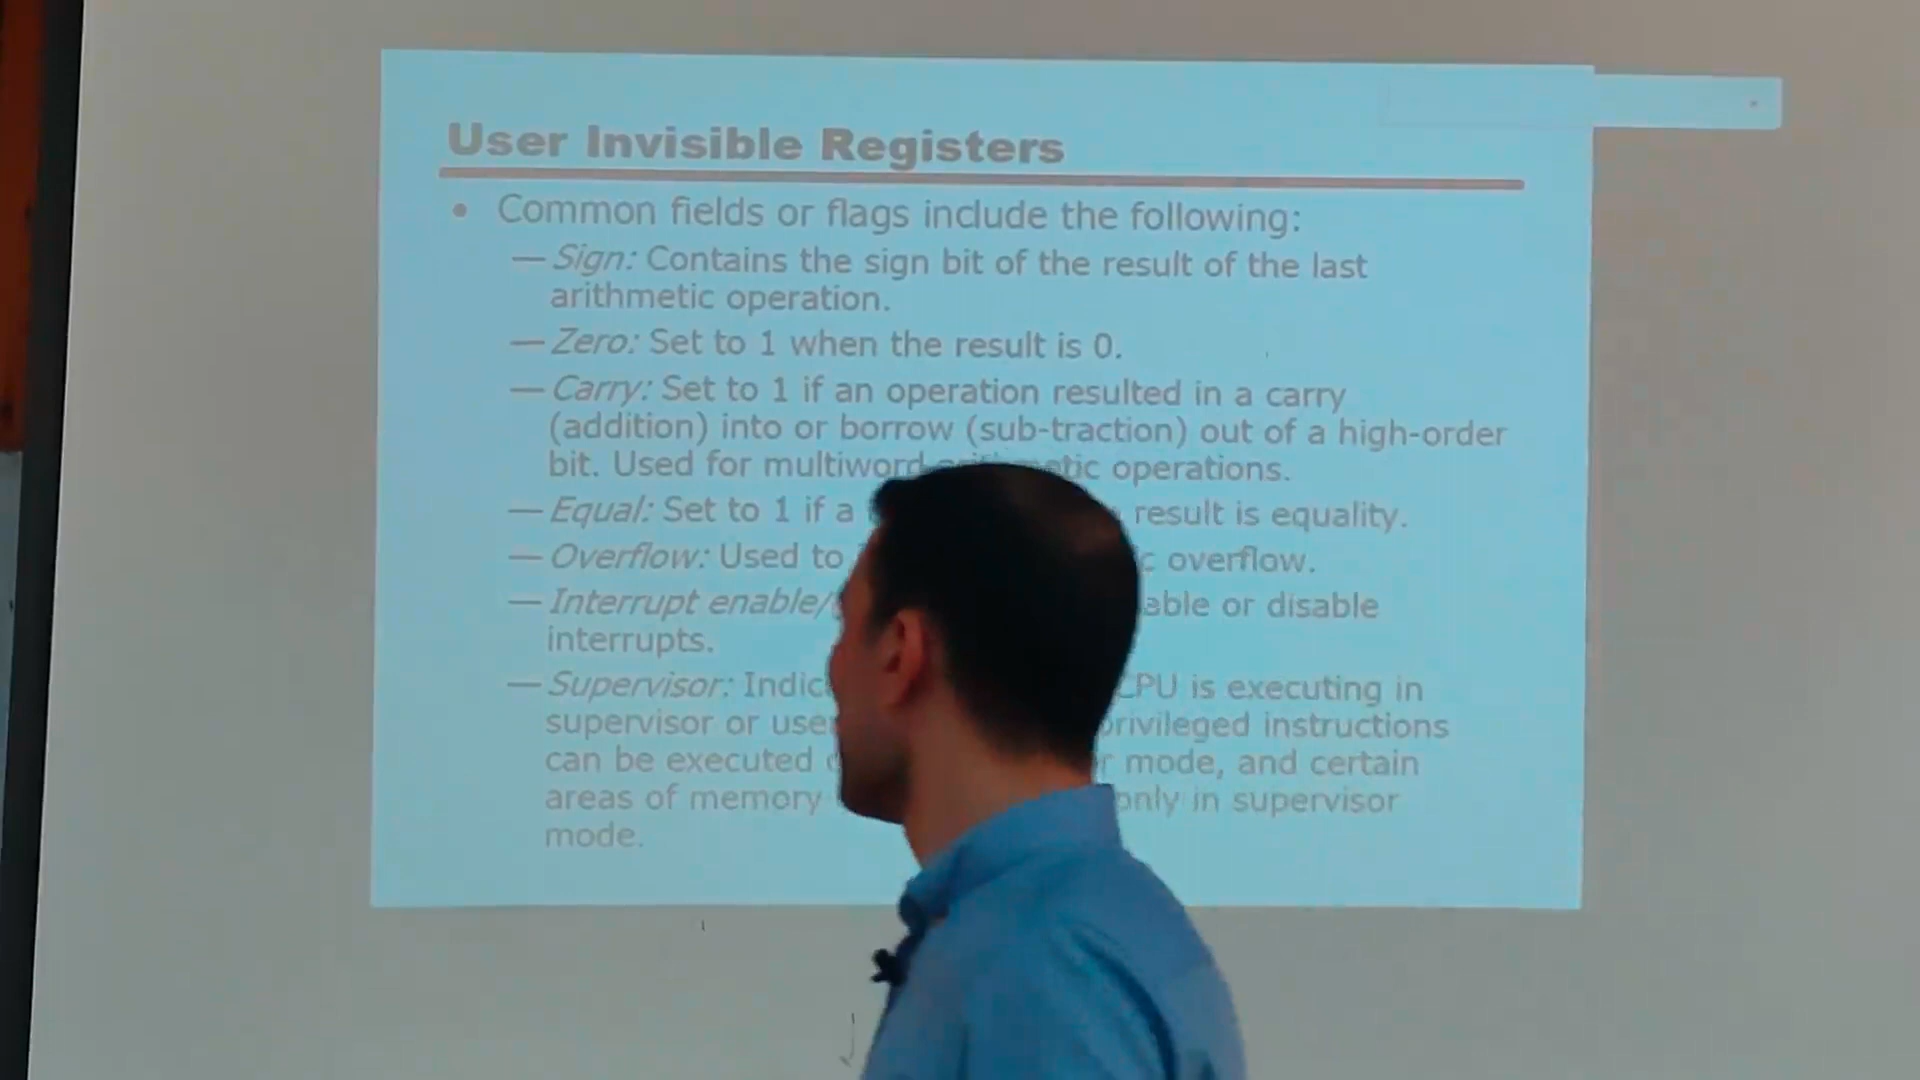 User Invisible Registers
• Common fields or flags include the following:
— Sign: Contains the sign bit of the result of the last
arithmetic operation.
— Zero: Set to 1 when the result is 0.
— Carry: Set to 1 if an operation resulted in a carry
(addition) into or borrow (sub-traction) out of a high-order
bit. Used for multiword operations.
— Equal: Set to 1 if a result is equality.
— Overflow: Used to overflow.
— Interrupt enable/ or disable
interrupts.
— Supervisor: CPU is executing in
supervisor or user privileged instructions
can be executed mode, and certain
areas of memory only in supervisor
mode.